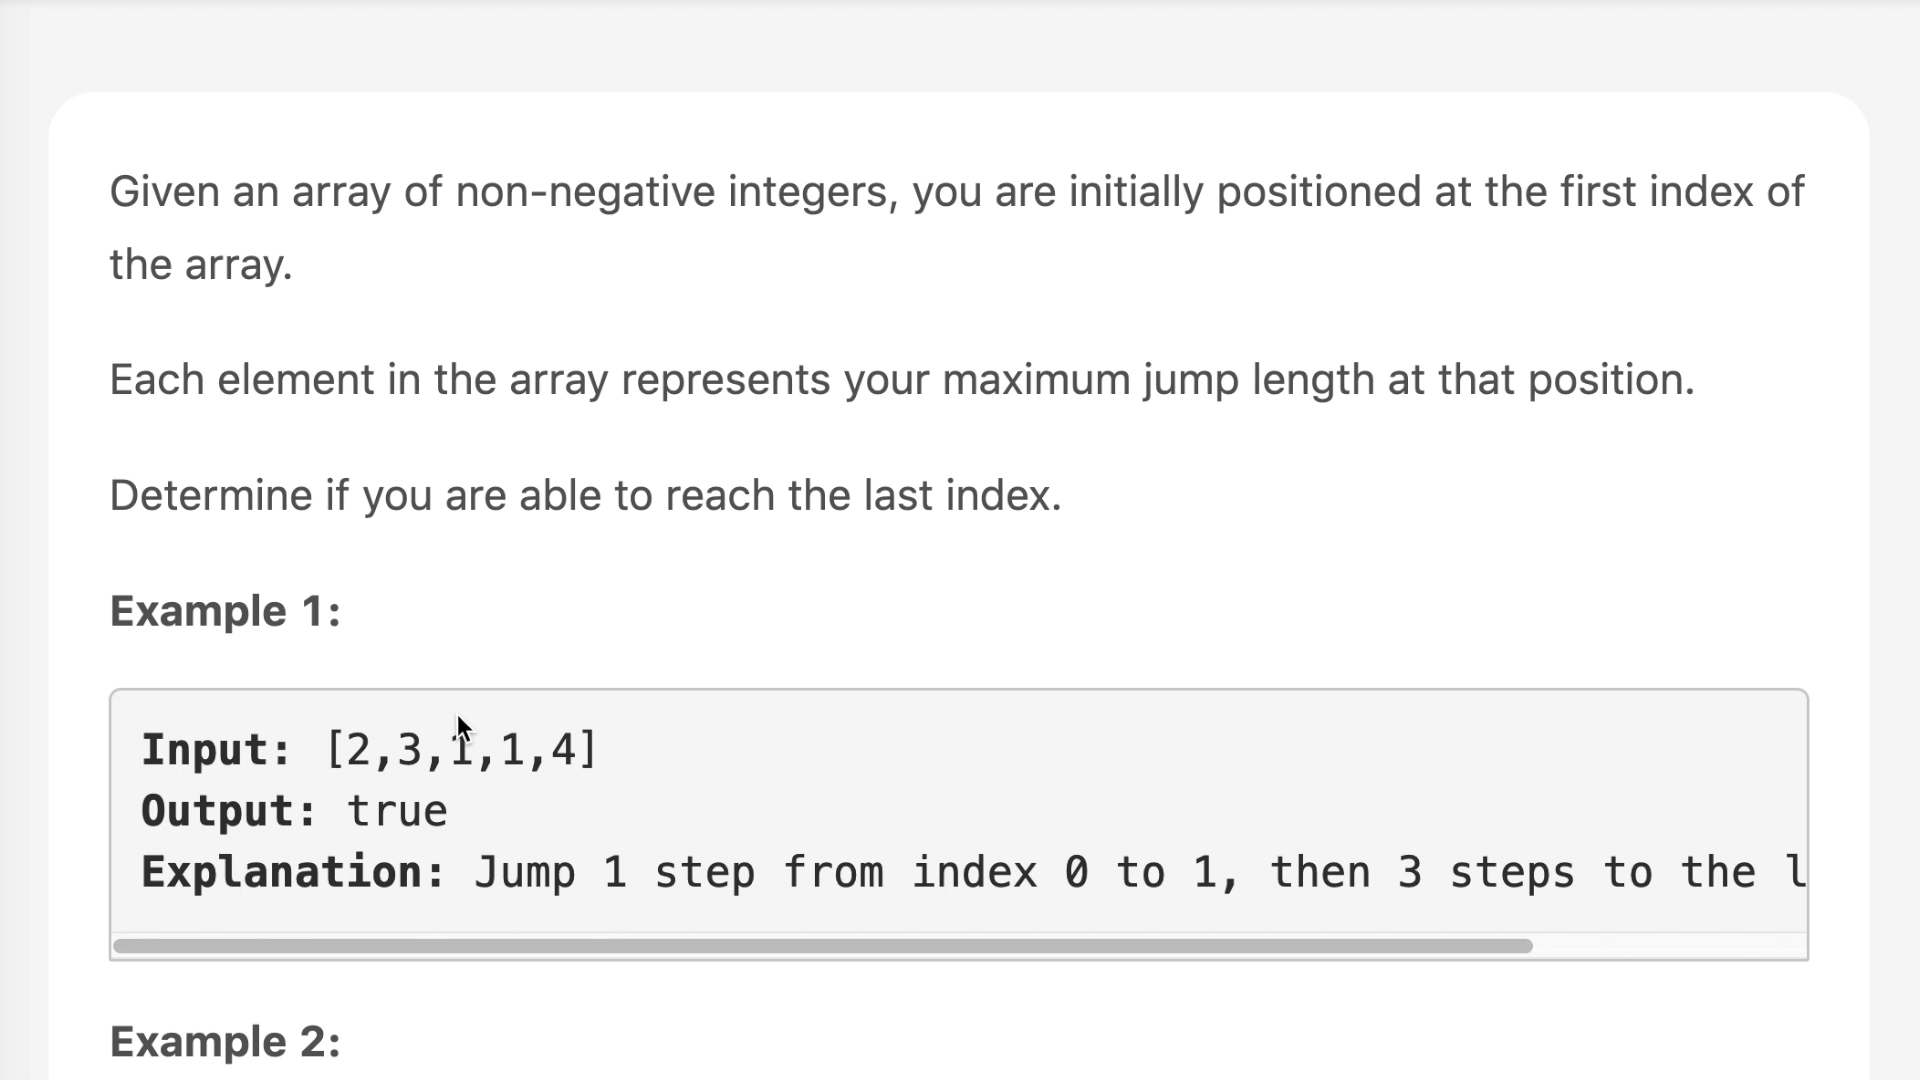 Given an array of non-negative integers, you are initially positioned at the first index of
the array.
Each element in the array represents your maximum jump length at that position.
Determine if you are able to reach the last index.
Example 1:
Input: [2,3,1,1,4]
Output: true
Explanation: Jump 1 step from index 0 to 1, then 3 steps to the l
Example 2: